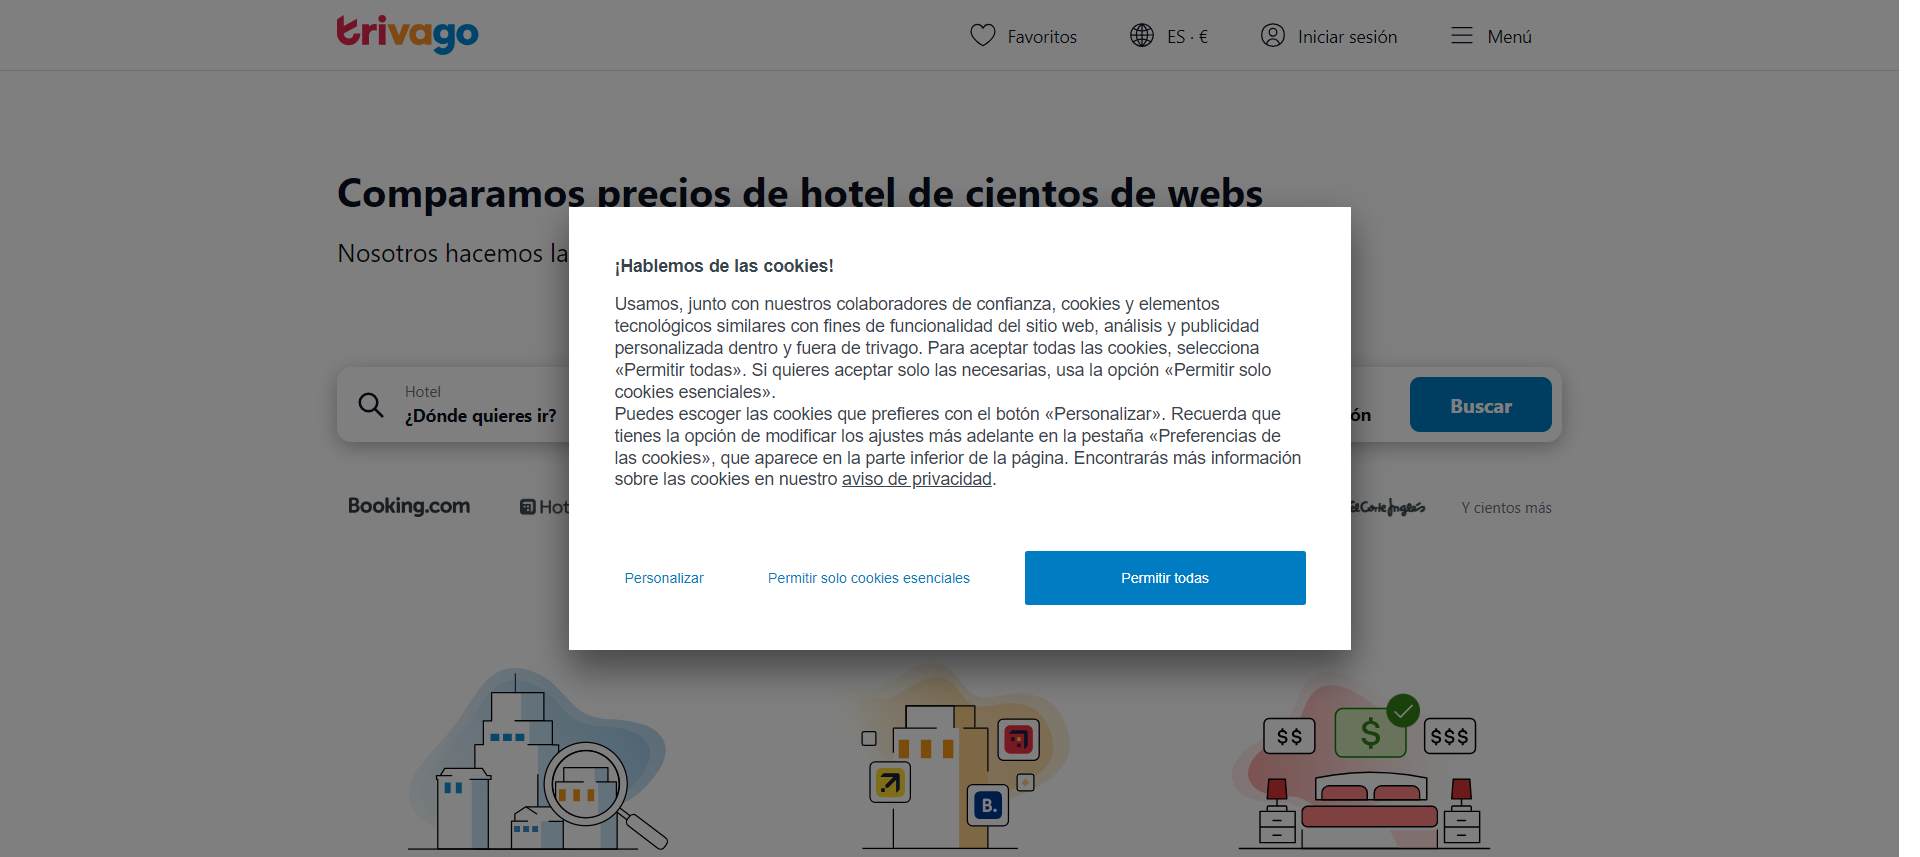 trivago
Favoritos
ES · €
Iniciar sesión
Menú
Comparamos precios de hotel de cientos de webs
Nosotros hacemos la
¡Hablemos de las cookies!
Usamos, junto con nuestros colaboradores de confianza, cookies y elementos
tecnológicos similares con fines de funcionalidad del sitio web, análisis y publicidad
personalizada dentro y fuera de trivago. Para aceptar todas las cookies, selecciona
«Permitir todas». Si quieres aceptar solo las necesarias, usa la opción «Permitir solo
cookies esenciales».
Puedes escoger las cookies que prefieres con el botón «Personalizar». Recuerda que
tienes la opción de modificar los ajustes más adelante en la pestaña «Preferencias de
las cookies», que aparece en la parte inferior de la página. Encontrarás más información
sobre las cookies en nuestro aviso de privacidad.
Personalizar
Permitir solo cookies esenciales
Permitir todas
Hotel
¿Dónde quieres ir?
ón
Buscar
Booking.com
Hot
El Corte Inglés
Y cientos más
B.
$$
$
$$$